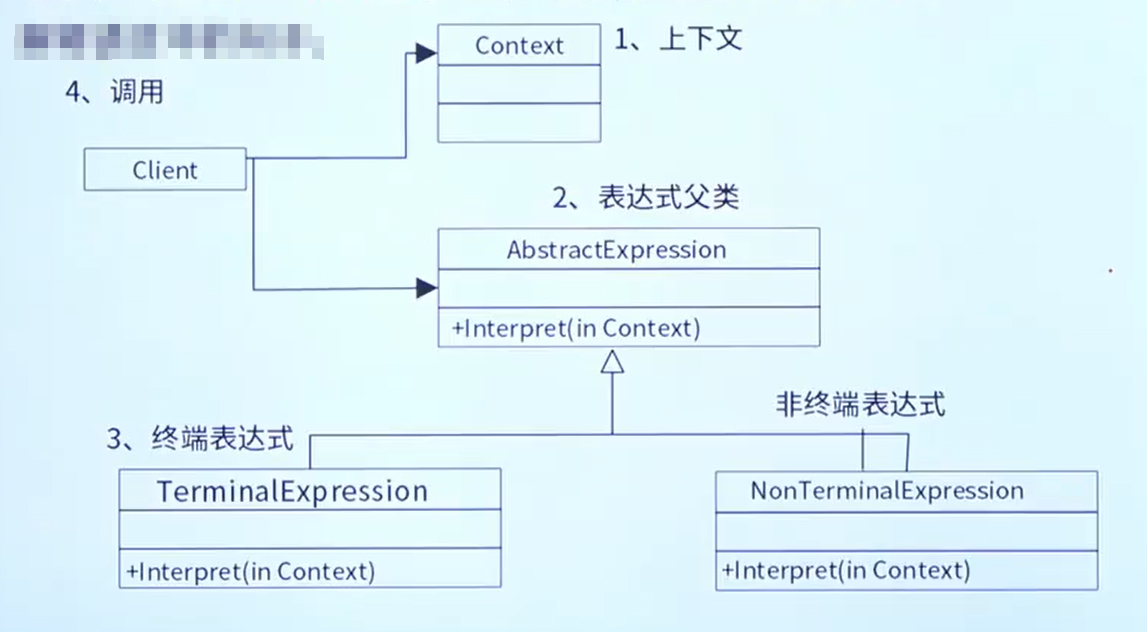 Context
1、上下文
4、调用
Client
2、表达式父类
AbstractExpression
+Interpret(in Context)
非终端表达式
3、终端表达式
TerminalExpression
NonTerminalExpression
+Interpret(in Context)
+Interpret(in Context)